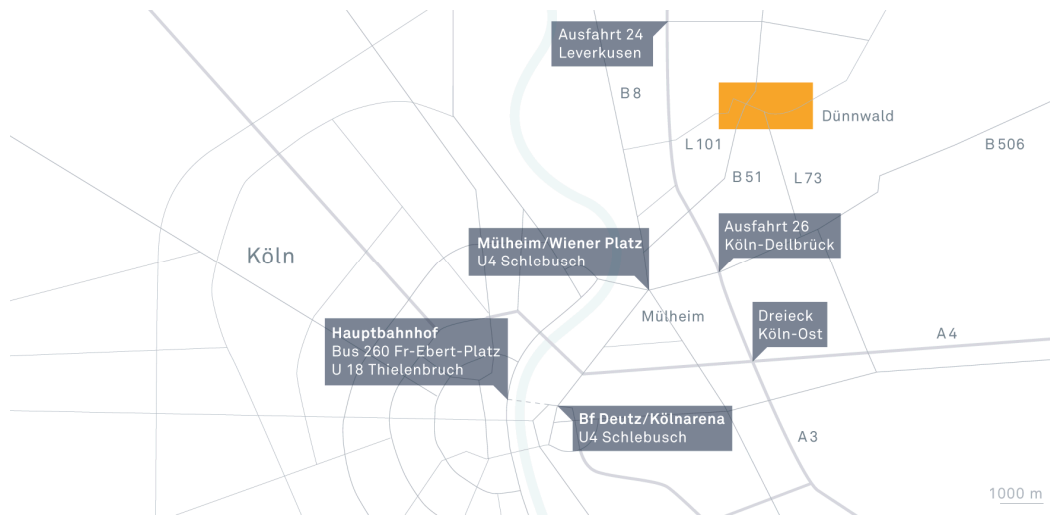 Ausfahrt 24
Leverkusen
B 8
Dünnwald
L 101
B 506
B 51
L 73
Ausfahrt 26
Köln-Dellbrück
Mülheim/Wiener Platz
U4 Schlebusch
Köln
Mülheim
Dreieck
Köln-Ost
A 4
Hauptbahnhof
Bus 260 Fr-Ebert-Platz
U 18 Thielenbruch
Bf Deutz/Kölnarena
U4 Schlebusch
A 3
1000 m